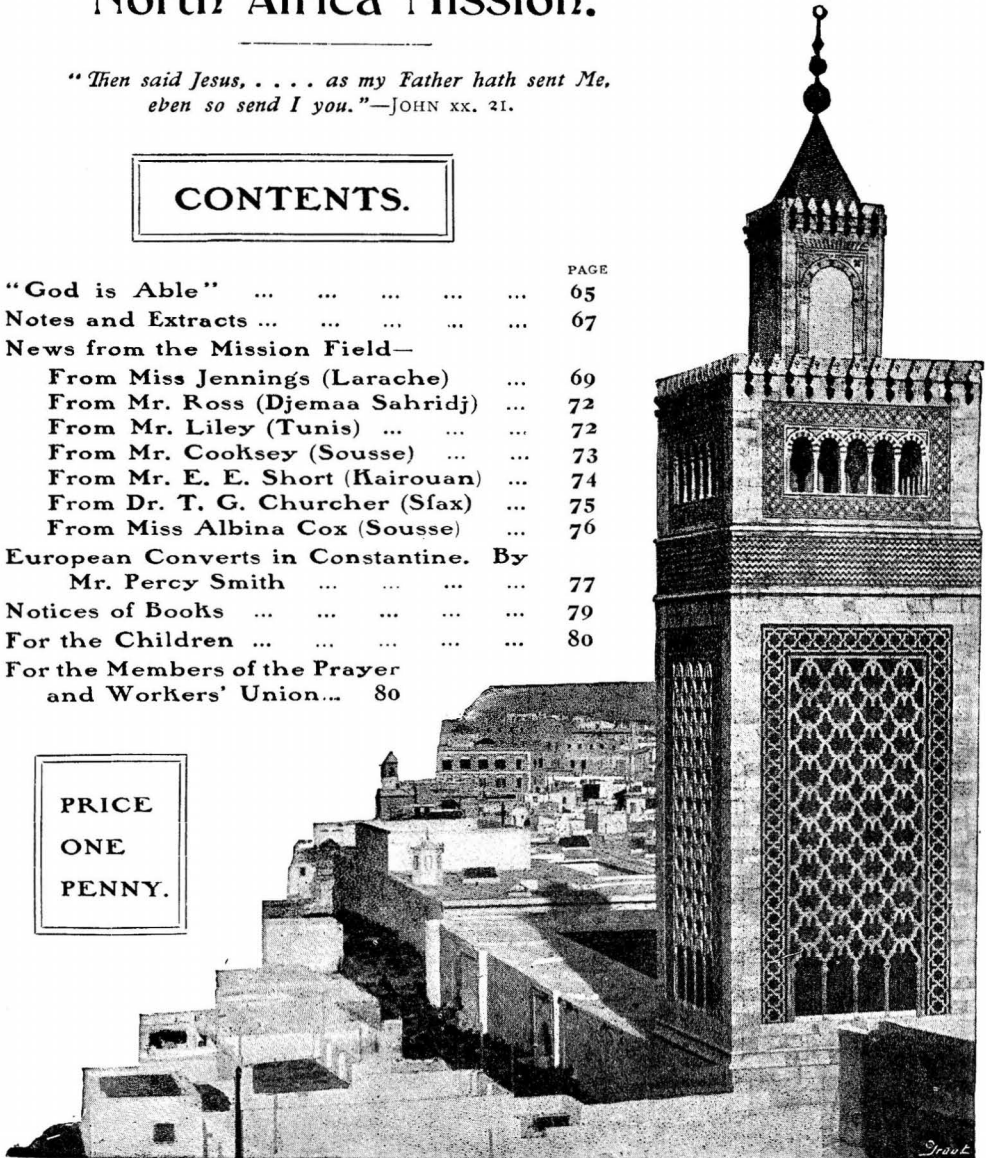 North Africa Mission.
"Then said Jesus, . . . . . as my Father hath sent Me,
even so send I you."—JOHN xx. 21.
CONTENTS.
PAGE
"God is Able" ... ... ... ... ... 65
Notes and Extracts ... ... ... ... ... 67
News from the Mission Field—
From Miss Jennings (Larache) ... 69
From Mr. Ross (Djemaa Sahridj) ... 72
From Mr. Liley (Tunis) ... ... ... 72
From Mr. Cooksey (Sousse) ... ... 73
From Mr. E. E. Short (Kairouan) ... 74
From Dr. T. G. Churcher (Sfax) ... 75
From Miss Albina Cox (Sousse) ... 76
European Converts in Constantine. By
Mr. Percy Smith ... ... ... ... 77
Notices of Books ... ... ... ... ... 79
For the Children ... ... ... ... ... 80
For the Members of the Prayer
and Workers' Union... 80
PRICE
ONE
PENNY.